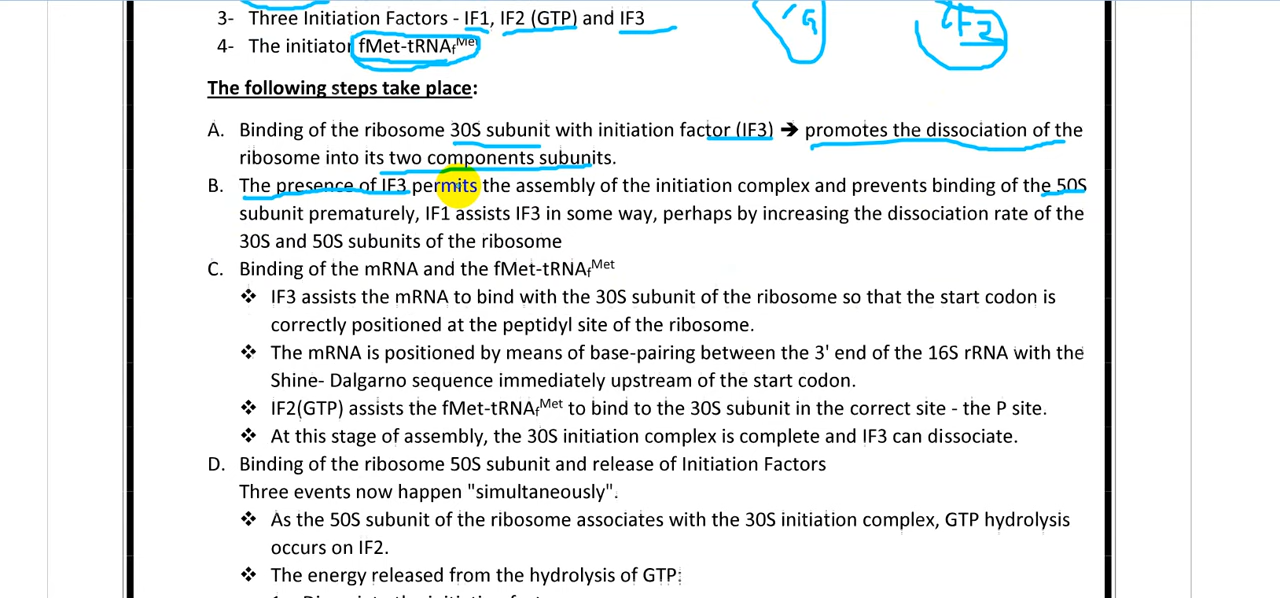 3- Three Initiation Factors - IF1, IF2 (GTP) and IF3
4- The initiator fMet-tRNAfMet
IF2
The following steps take place:
A. Binding of the ribosome 30S subunit with initiation factor (IF3) ➔ promotes the dissociation of the
ribosome into its two components subunits.
B. The presence of IF3 permits the assembly of the initiation complex and prevents binding of the 50S
subunit prematurely, IF1 assists IF3 in some way, perhaps by increasing the dissociation rate of the
30S and 50S subunits of the ribosome
C. Binding of the mRNA and the fMet-tRNAfMet
❖ IF3 assists the mRNA to bind with the 30S subunit of the ribosome so that the start codon is
correctly positioned at the peptidyl site of the ribosome.
❖ The mRNA is positioned by means of base-pairing between the 3' end of the 16S rRNA with the
Shine- Dalgarno sequence immediately upstream of the start codon.
❖ IF2(GTP) assists the fMet-tRNAfMet to bind to the 30S subunit in the correct site - the P site.
❖ At this stage of assembly, the 30S initiation complex is complete and IF3 can dissociate.
D. Binding of the ribosome 50S subunit and release of Initiation Factors
Three events now happen "simultaneously".
❖ As the 50S subunit of the ribosome associates with the 30S initiation complex, GTP hydrolysis
occurs on IF2.
❖ The energy released from the hydrolysis of GTP: